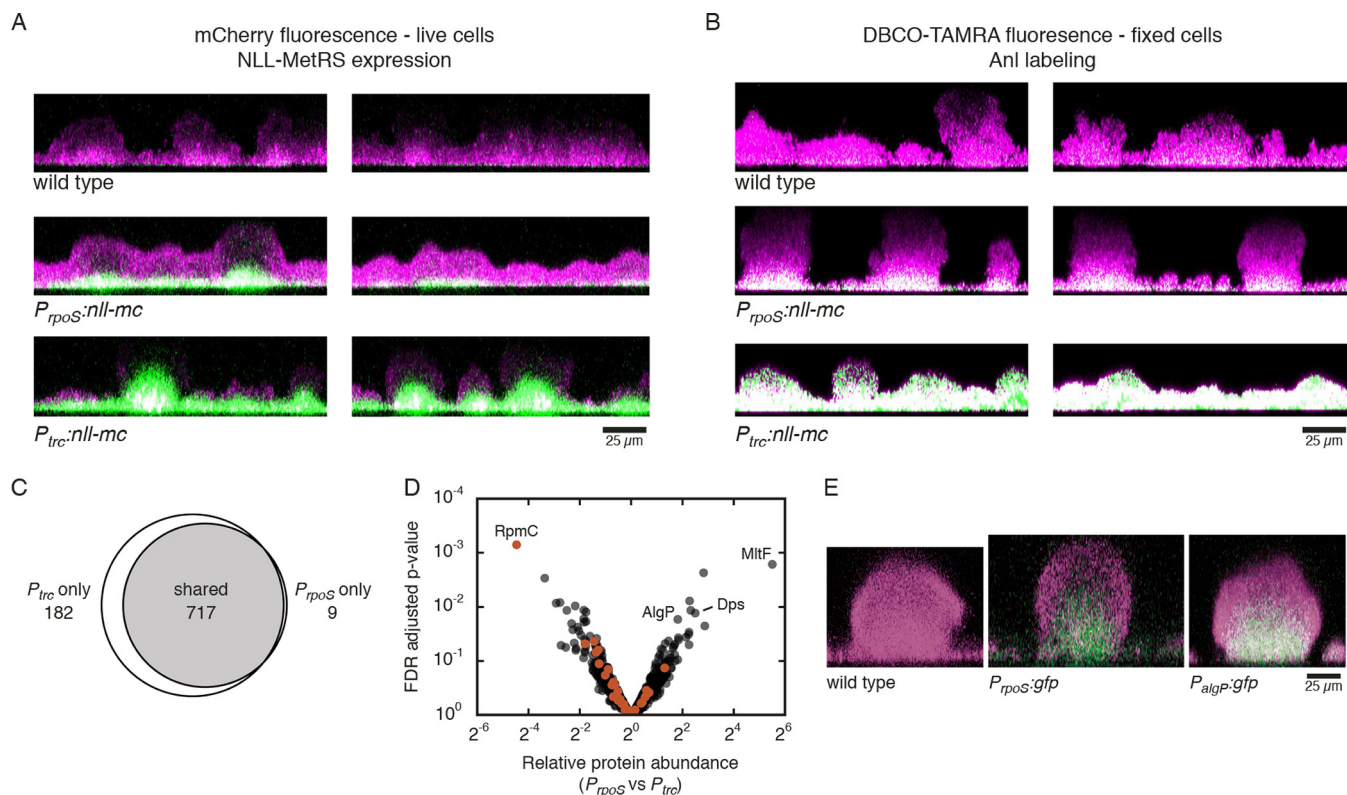 A
mCherry fluorescence - live cells
NLL-MetRS expression
wild type
PrpoS:nll-mc
Ptrc:nll-mc
25 µm
B
DBCO-TAMRA fluoresence - fixed cells
Anl labeling
wild type
PrpoS:nll-mc
Ptrc:nll-mc
25 µm
C
Ptrc only
182
shared
717
PrpoS only
9
D
FDR adjusted p-value
10-4
10-3
10-2
10-1
100
RpmC
MltF
AlgP
Dps
2-6
2-4
2-2
20
22
24
26
Relative protein abundance
(PrpoS vs Ptrc)
E
wild type
PrpoS:gfp
PalgP:gfp
25 µm